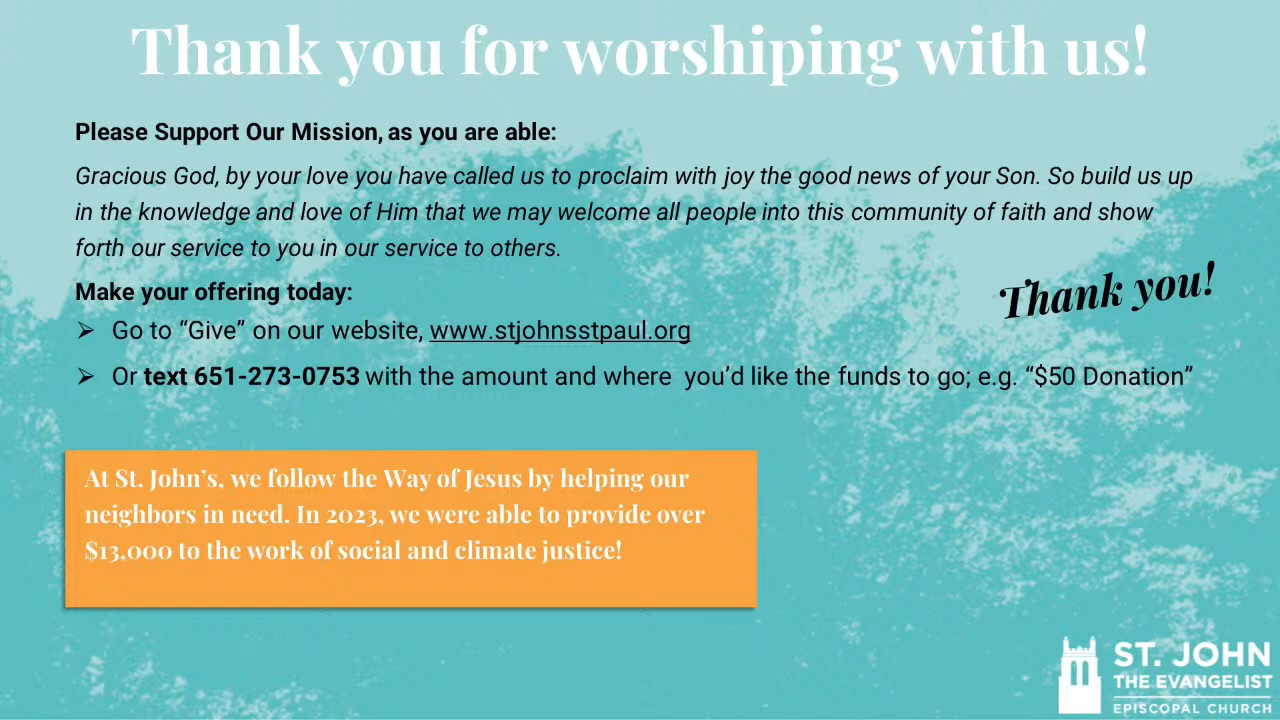 Thank you for worshiping with us!
Please Support Our Mission, as you are able:
Gracious God, by your love you have called us to proclaim with joy the good news of your Son. So build us up
in the knowledge and love of Him that we may welcome all people into this community of faith and show
forth our service to you in our service to others.
Thank you!
Make your offering today:
➢ Go to “Give” on our website, www.stjohnsstpaul.org
➢ Or text 651-273-0753 with the amount and where you’d like the funds to go; e.g. “$50 Donation”
At St. John’s, we follow the Way of Jesus by helping our
neighbors in need. In 2023, we were able to provide over
$13,000 to the work of social and climate justice!
ST. JOHN
THE EVANGELIST
EPISCOPAL CHURCH